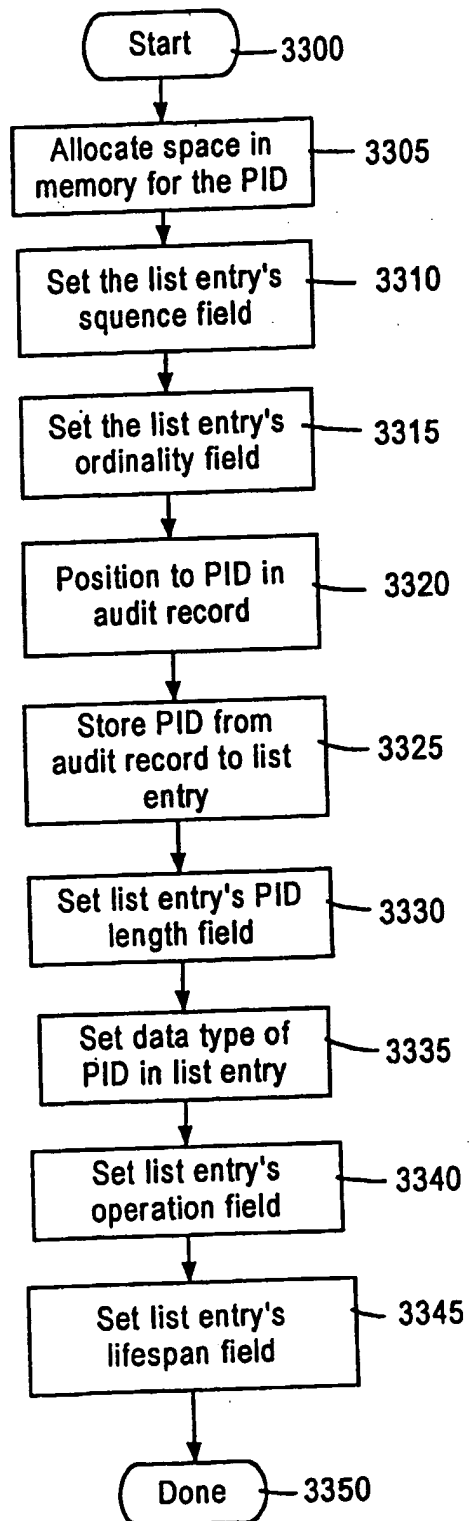 Start 3300
Allocate space in 3305
memory for the PID
Set the list entry's 3310
squence field
Set the list entry's 3315
ordinality field
Position to PID in 3320
audit record
Store PID from
audit record to list 3325
entry
Set list entry's PID 3330
length field
Set data type of 3335
PID in list entry
Set list entry's 3340
operation field
Set list entry's 3345
lifespan field
Done 3350